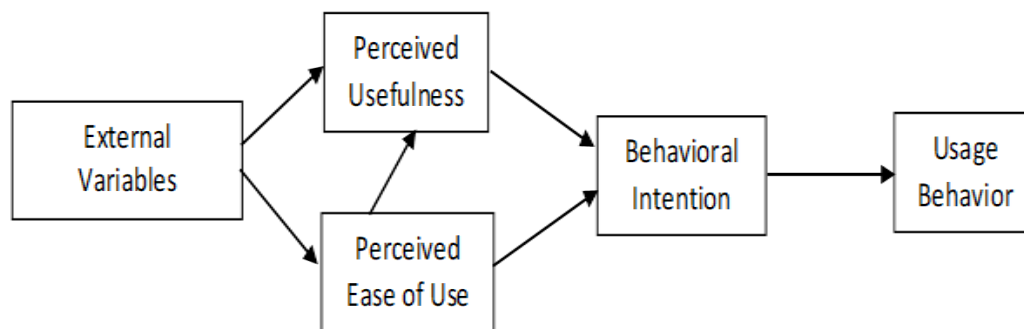 External
Variables
Perceived
Usefulness
Perceived
Ease of Use
Behavioral
Intention
Usage
Behavior